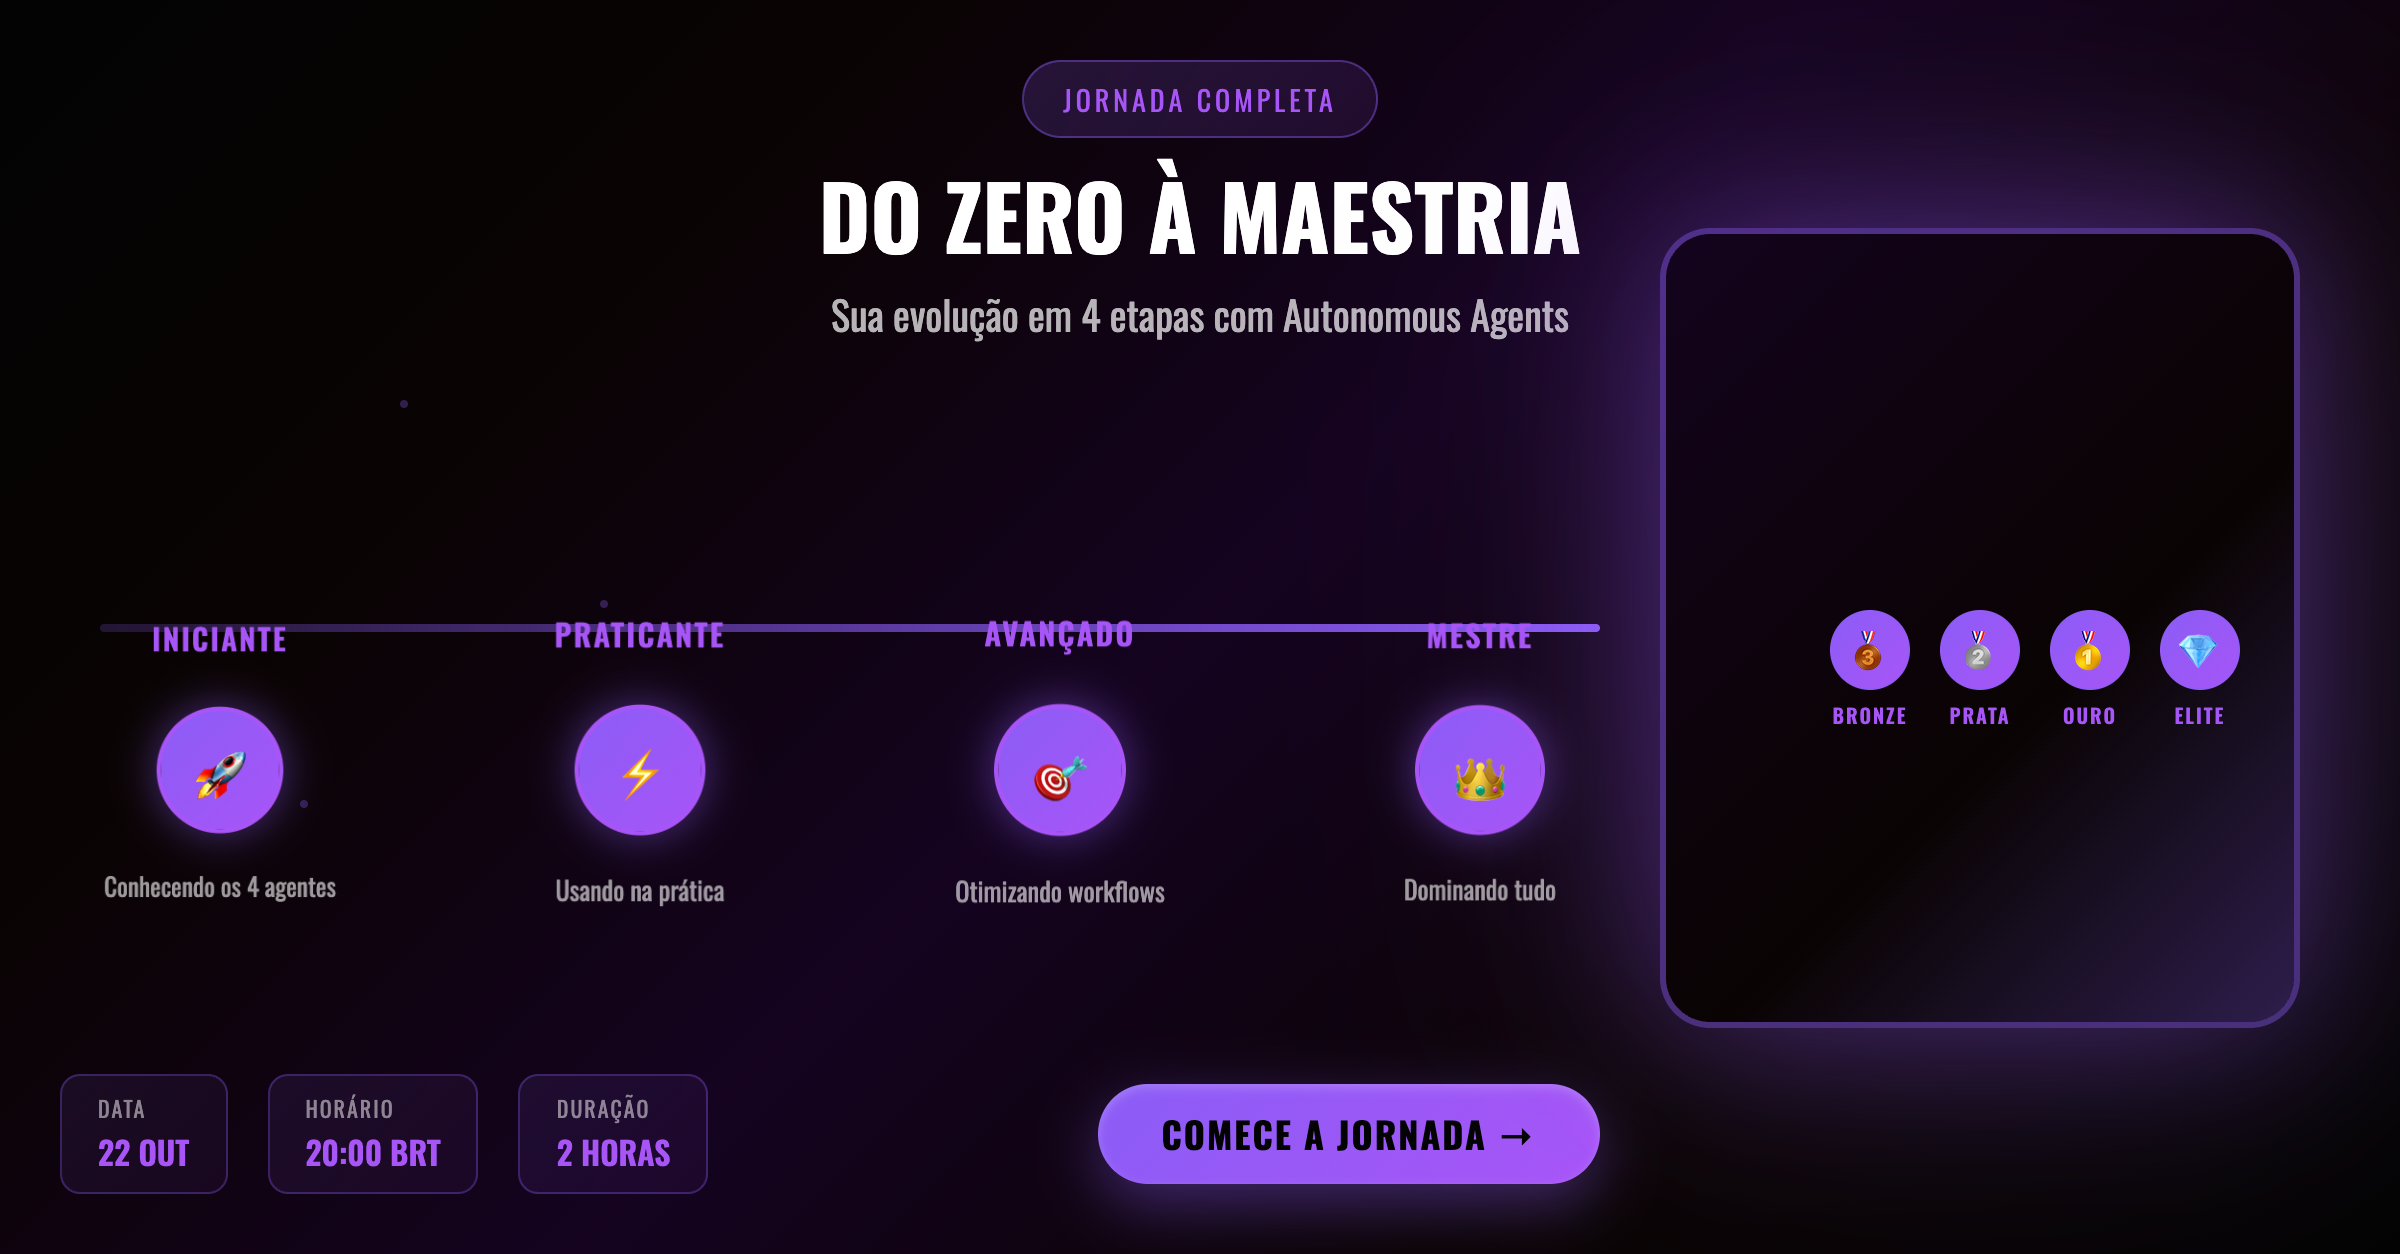 JORNADA COMPLETA
DO ZERO À MAESTRIA
Sua evolução em 4 etapas com Autonomous Agents
INICIANTE
PRATICANTE
AVANÇADO
MESTRE
Conhecendo os 4 agentes
Usando na prática
Otimizando workflows
Dominando tudo
3
2
1
BRONZE
PRATA
OURO
ELITE
DATA
22 OUT
HORÁRIO
20:00 BRT
DURAÇÃO
2 HORAS
COMECE A JORNADA →